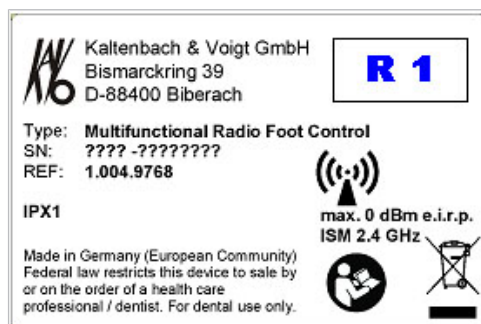 KAVO
Kaltenbach & Voigt GmbH
Bismarckring 39
D-88400 Biberach
R 1
Type: Multifunctional Radio Foot Control
SN: ???? -????????
REF: 1.004.9768
IPX1
max. 0 dBm e.i.r.p.
ISM 2.4 GHz
Made in Germany (European Community)
Federal law restricts this device to sale by
or on the order of a health care
professional / dentist. For dental use only.